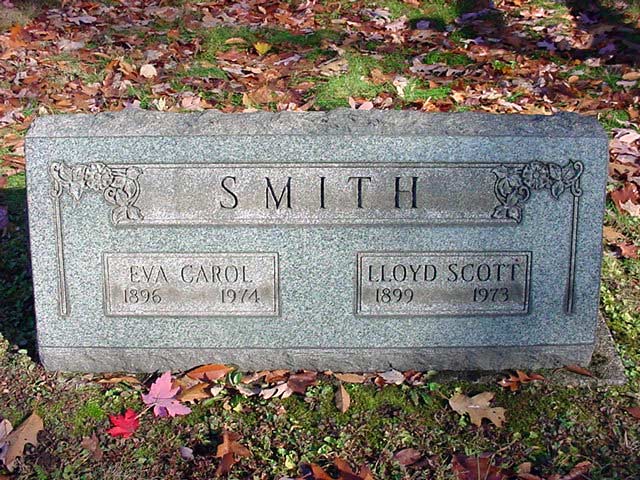 SMITH
EVA CAROL
1896 1974
LLOYD SCOTT
1899 1973